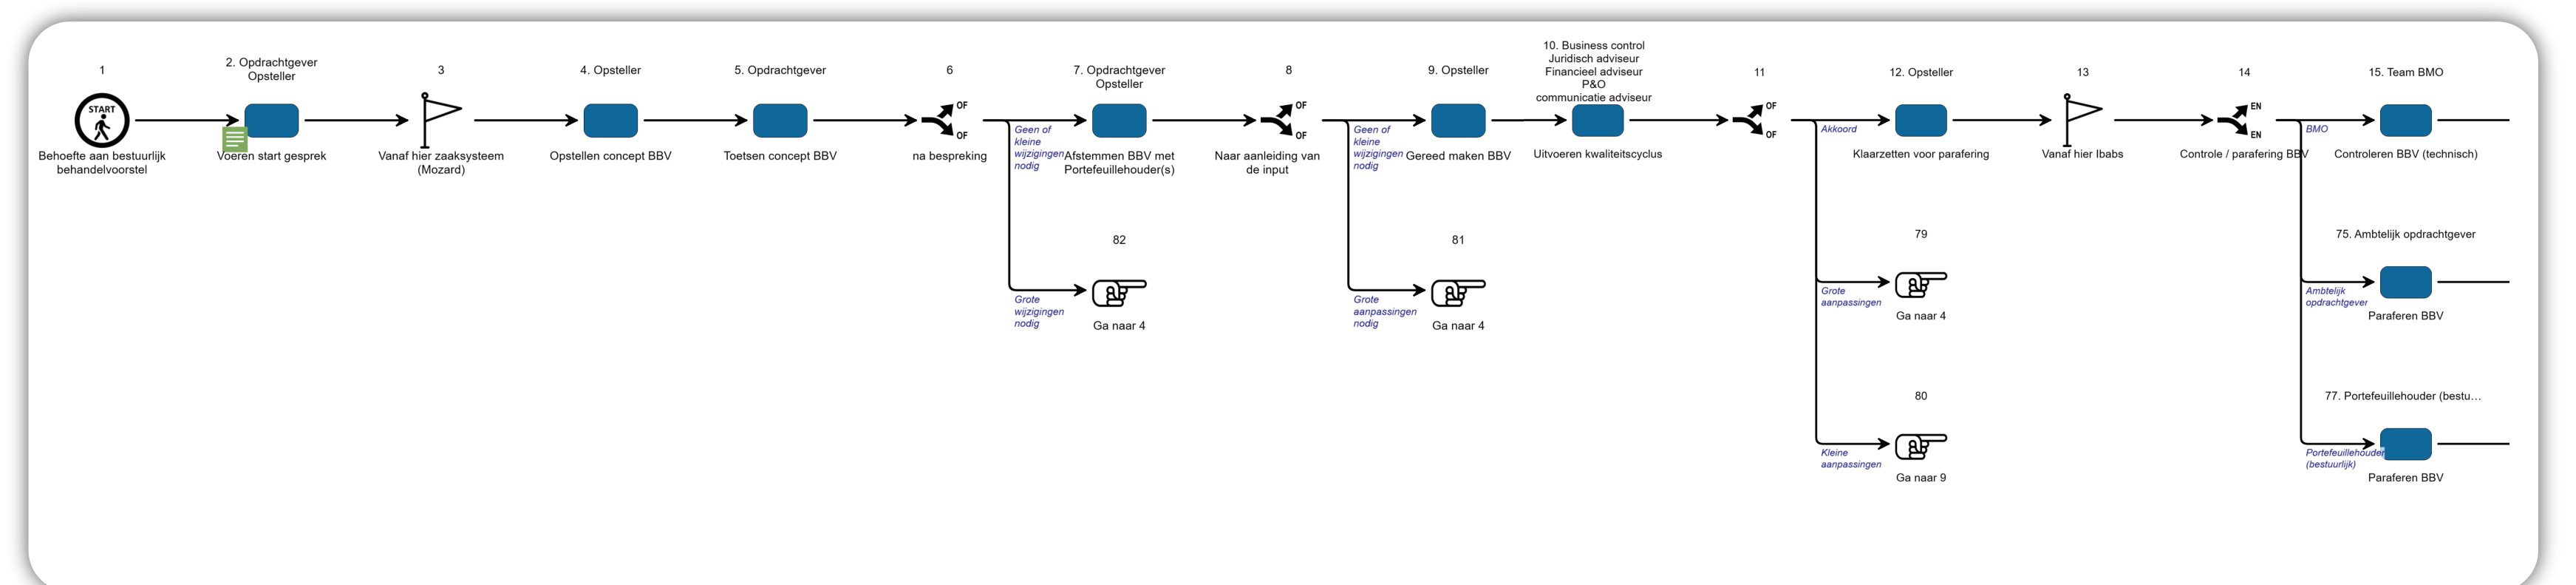 1
START
Behoefte aan bestuurlijk
behandelvoorstel
2. Opdrachtgever
Opsteller
Voeren start gesprek
3
Vanaf hier zaaksysteem
(Mozard)
4. Opsteller
Opstellen concept BBV
5. Opdrachtgever
Toetsen concept BBV
6
OF
OF
na bespreking
Geen of
kleine
wijzigingen
nodig
7. Opdrachtgever
Opsteller
Afstemmen BBV met
Portefeuillehouder(s)
Grote
wijzigingen
nodig
82
Ga naar 4
8
OF
OF
Naar aanleiding van
de input
Geen of
kleine
wijzigingen
nodig
9. Opsteller
Gereed maken BBV
Grote
aanpassingen
nodig
81
Ga naar 4
10. Business control
Juridisch adviseur
Financieel adviseur
P&O
communicatie adviseur
Uitvoeren kwaliteitscyclus
11
OF
OF
Akkoord
12. Opsteller
Klaarzetten voor parafering
Grote
aanpassingen
79
Ga naar 4
Kleine
aanpassingen
80
Ga naar 9
13
Vanaf hier Ibabs
14
EN
EN
Controle / parafering BBV
BMO
15. Team BMO
Controleren BBV (technisch)
Ambtelijk
opdrachtgever
75. Ambtelijk opdrachtgever
Paraferen BBV
Portefeuillehouder
(bestuurlijk)
77. Portefeuillehouder (bestu...
Paraferen BBV